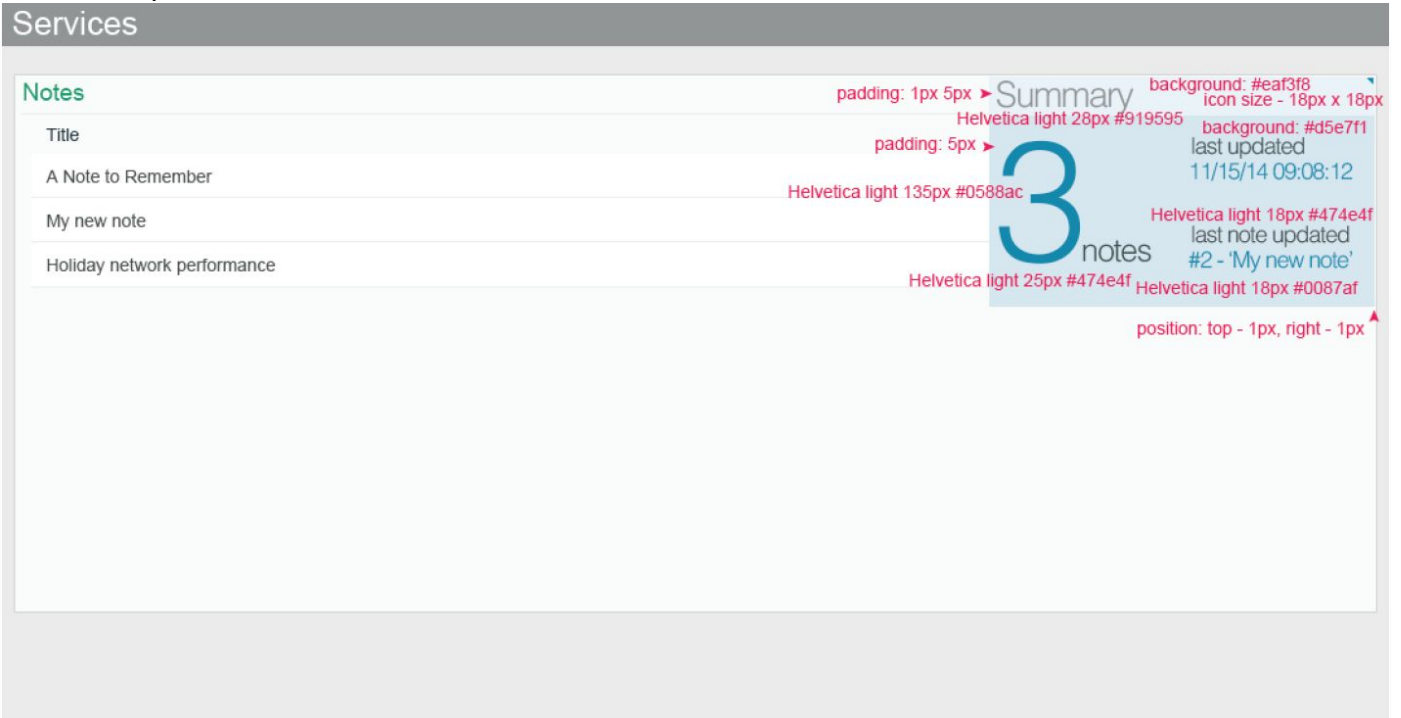 Services
Notes
padding: 1px 5px
Summary
background: #eaf3f8
icon size - 18px x 18px
Helvetica light 28px #919595
background: #d5e7f1
Title
padding: 5px
last updated
11/15/14 09:08:12
A Note to Remember
Helvetica light 135px #0588ac
3
notes
My new note
Helvetica light 18px #474e4f
last note updated
#2 - 'My new note'
Holiday network performance
Helvetica light 25px #474e4f
Helvetica light 18px #0087af
position: top - 1px, right - 1px